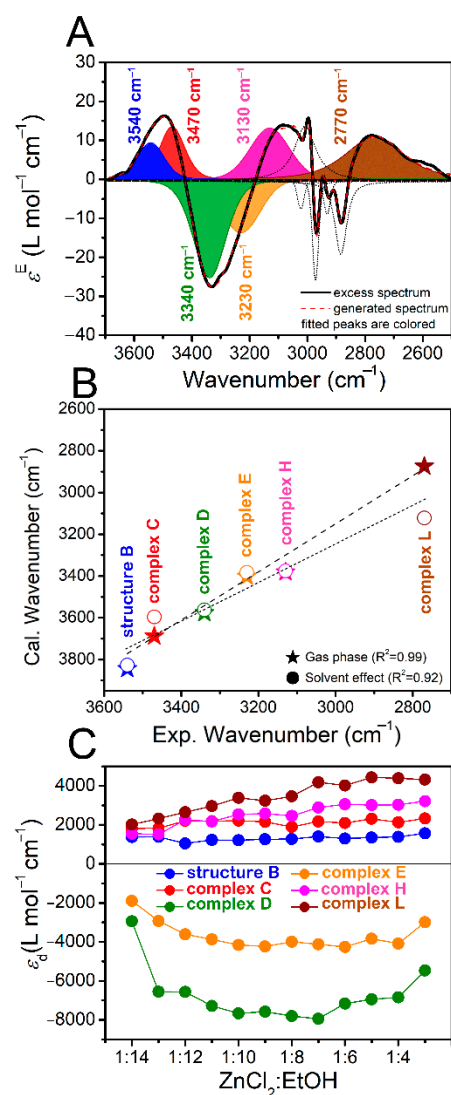 A
3540 cm⁻¹
3470 cm⁻¹
3130 cm⁻¹
2770 cm⁻¹
20
10
0
−10
−20
−30
−40
εᴱ (L mol⁻¹ cm⁻¹)
3340 cm⁻¹
3230 cm⁻¹
excess spectrum
generated spectrum
fitted peaks are colored
3600 3400 3200 3000 2800 2600
Wavenumber (cm⁻¹)
B
2600
2800
3000
3200
3400
3600
3800
Cal. Wavenumber (cm⁻¹)
structure B
complex C
complex D
complex E
complex H
complex L
Gas phase (R²=0.99)
Solvent effect (R²=0.92)
3600 3400 3200 3000 2800
Exp. Wavenumber (cm⁻¹)
C
4000
2000
0
−2000
−4000
−6000
−8000
εd(L mol⁻¹ cm⁻¹)
structure B complex E
complex C complex H
complex D complex L
1:14 1:12 1:10 1:8 1:6 1:4
ZnCl₂:EtOH